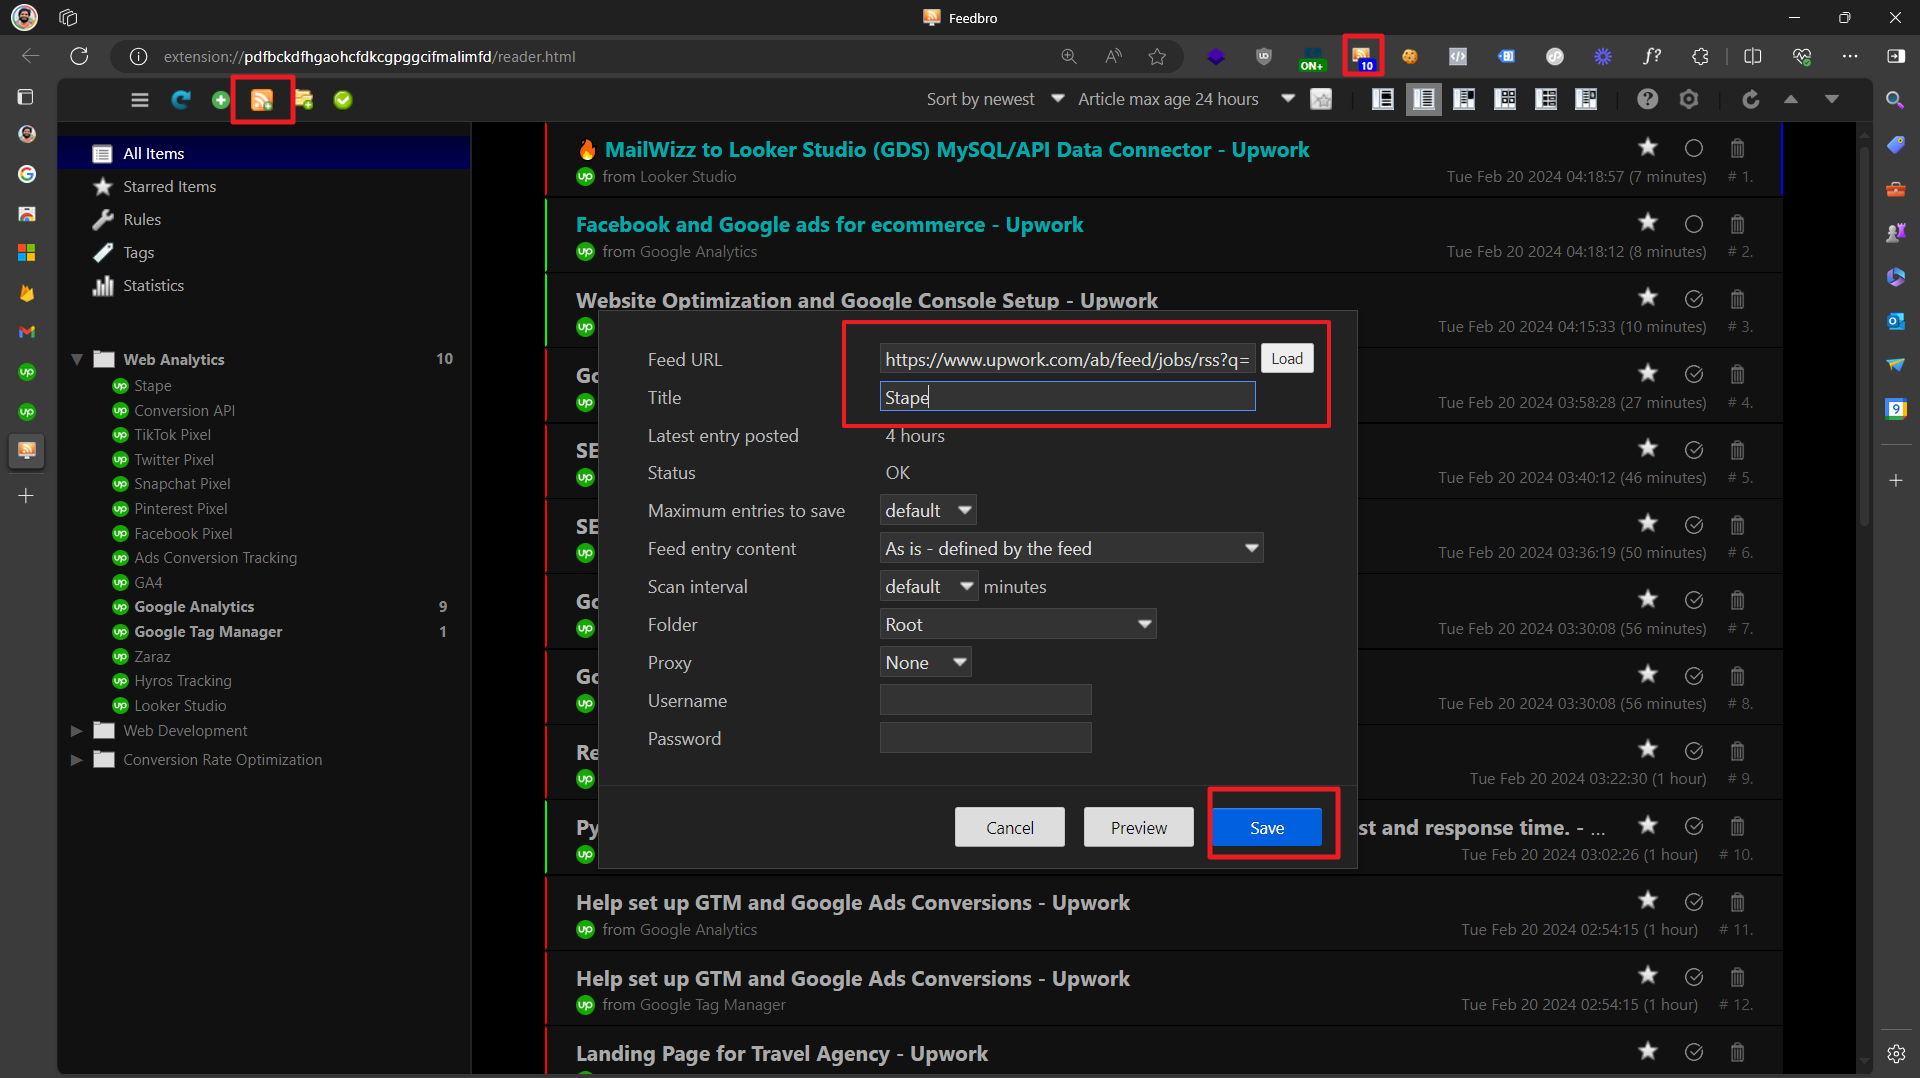 Feedbro
extension://pdfbckdfhgaohcfdkcgpggcifmalimfd/reader.html
ON+
10
Sort by newest
Article max age 24 hours
All Items
Starred Items
Rules
Tags
Statistics
Web Analytics 10
Stape
Conversion API
TikTok Pixel
Twitter Pixel
Snapchat Pixel
Pinterest Pixel
Facebook Pixel
Ads Conversion Tracking
GA4
Google Analytics 9
Google Tag Manager 1
Zaraz
Hyros Tracking
Looker Studio
Web Development
Conversion Rate Optimization
🔥 MailWizz to Looker Studio (GDS) MySQL/API Data Connector - Upwork
up from Looker Studio
Tue Feb 20 2024 04:18:57 (7 minutes) # 1.
Facebook and Google ads for ecommerce - Upwork
up from Google Analytics
Tue Feb 20 2024 04:18:12 (8 minutes) # 2.
Website Optimization and Google Console Setup - Upwork
up
Tue Feb 20 2024 04:15:33 (10 minutes) # 3.
Go
up
Tue Feb 20 2024 03:58:28 (27 minutes) # 4.
SE
up
Tue Feb 20 2024 03:40:12 (46 minutes) # 5.
SE
up
Tue Feb 20 2024 03:36:19 (50 minutes) # 6.
Go
up
Tue Feb 20 2024 03:30:08 (56 minutes) # 7.
Go
up
Tue Feb 20 2024 03:30:08 (56 minutes) # 8.
Re
up
Tue Feb 20 2024 03:22:30 (1 hour) # 9.
Py
st and response time. - ...
up
Tue Feb 20 2024 03:02:26 (1 hour) # 10.
Help set up GTM and Google Ads Conversions - Upwork
up from Google Analytics
Tue Feb 20 2024 02:54:15 (1 hour) # 11.
Help set up GTM and Google Ads Conversions - Upwork
up from Google Tag Manager
Tue Feb 20 2024 02:54:15 (1 hour) # 12.
Landing Page for Travel Agency - Upwork
Feed URL https://www.upwork.com/ab/feed/jobs/rss?q= Load
Title Stape
Latest entry posted 4 hours
Status OK
Maximum entries to save default
Feed entry content As is - defined by the feed
Scan interval default minutes
Folder Root
Proxy None
Username
Password
Cancel
Preview
Save
9